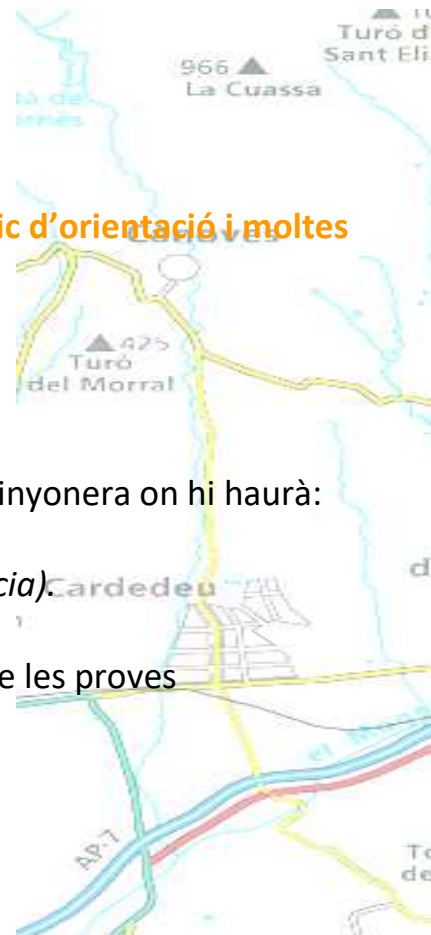 Turó d
966
Sant Eli
La Cuassa
ic d’orientació i moltes
Cànoves
425
Turó
del Morral
inyonera on hi haurà:
d
cia).
Cardedeu
e les proves
AP-7
To
de